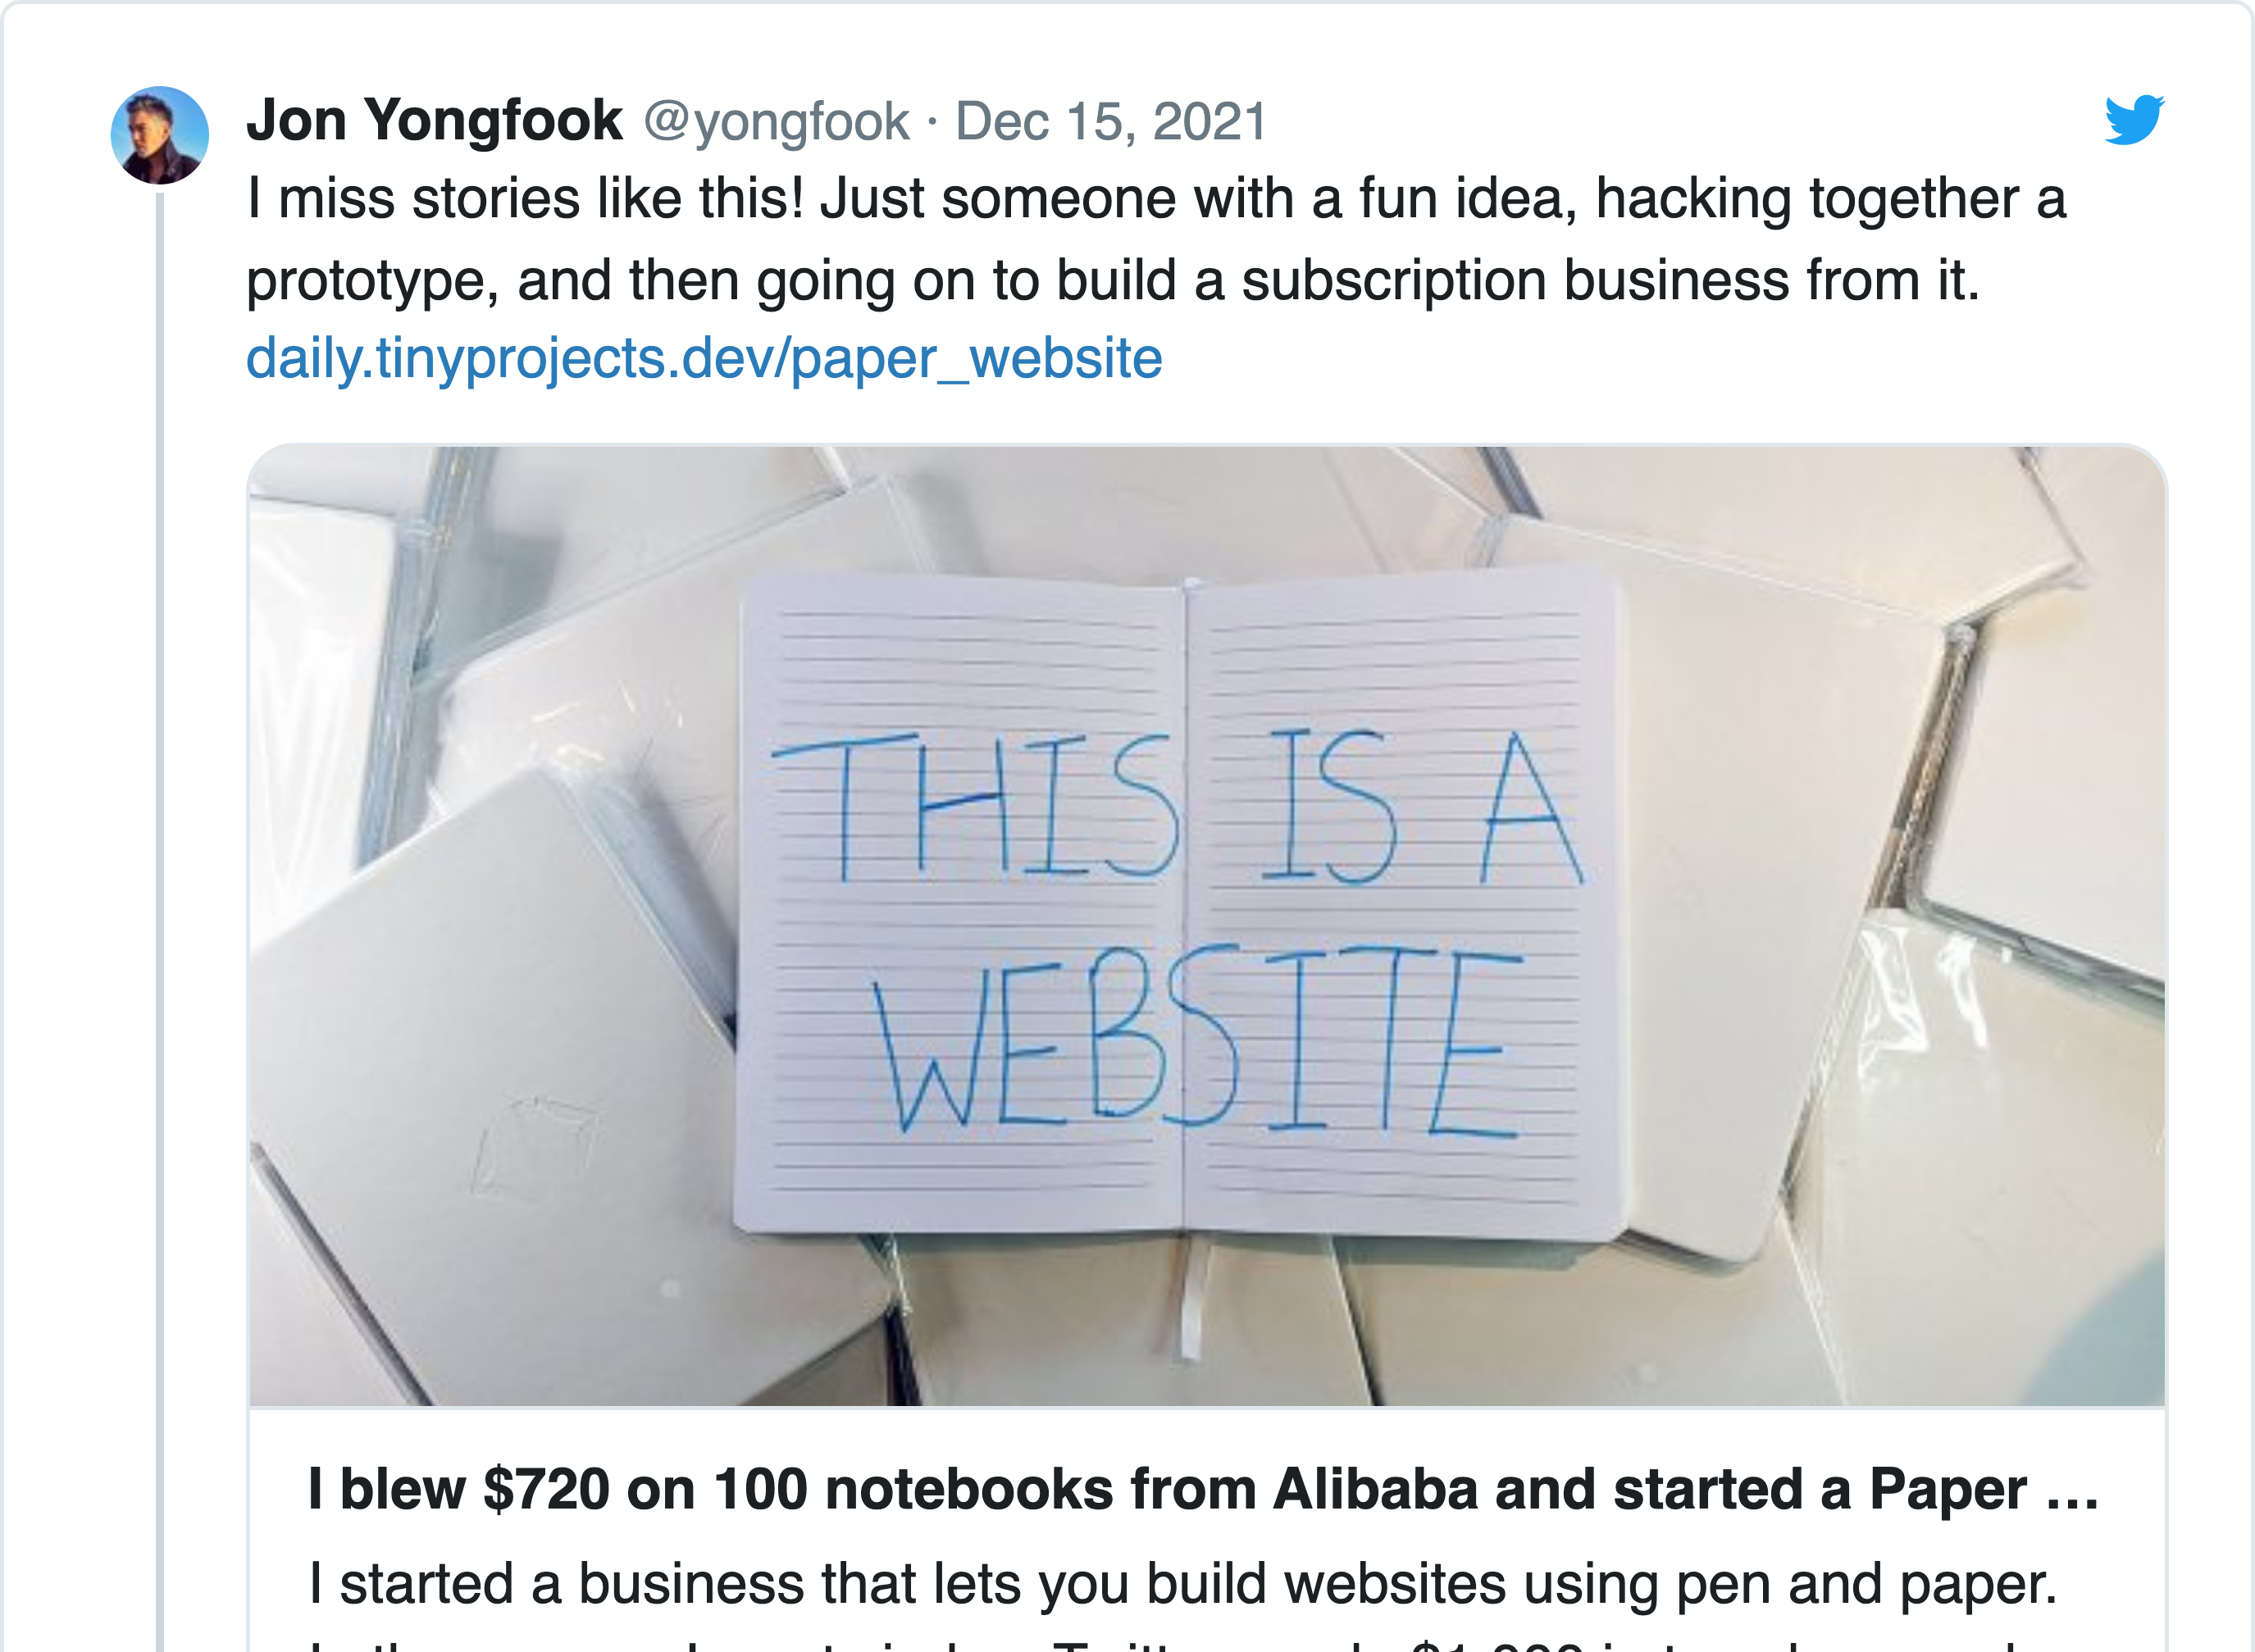 Jon Yongfook @yongfook · Dec 15, 2021
I miss stories like this! Just someone with a fun idea, hacking together a
prototype, and then going on to build a subscription business from it.
daily.tinyprojects.dev/paper_website
THIS IS A
WEBSITE
I blew $720 on 100 notebooks from Alibaba and started a Paper ...
I started a business that lets you build websites using pen and paper.